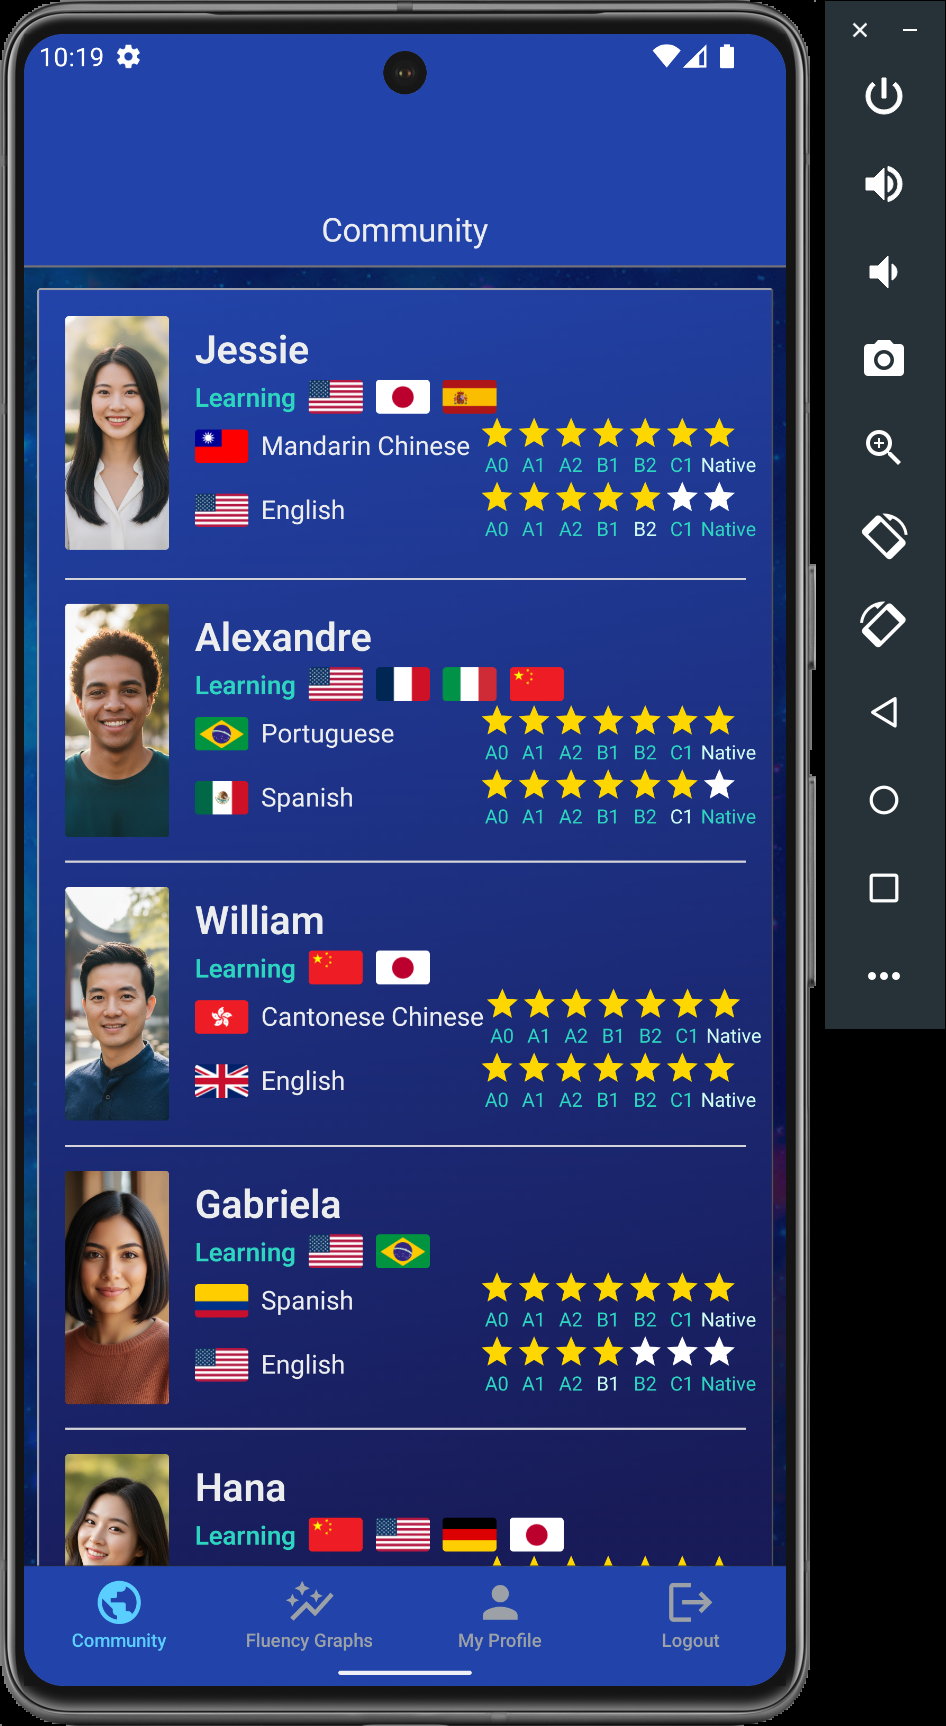 10:19
Community
Jessie
Learning
Mandarin Chinese
A0 A1 A2 B1 B2 C1 Native
English
A0 A1 A2 B1 B2 C1 Native
Alexandre
Learning
Portuguese
A0 A1 A2 B1 B2 C1 Native
Spanish
A0 A1 A2 B1 B2 C1 Native
William
Learning
Cantonese Chinese
A0 A1 A2 B1 B2 C1 Native
English
A0 A1 A2 B1 B2 C1 Native
Gabriela
Learning
Spanish
A0 A1 A2 B1 B2 C1 Native
English
A0 A1 A2 B1 B2 C1 Native
Hana
Learning
Community Fluency Graphs My Profile Logout